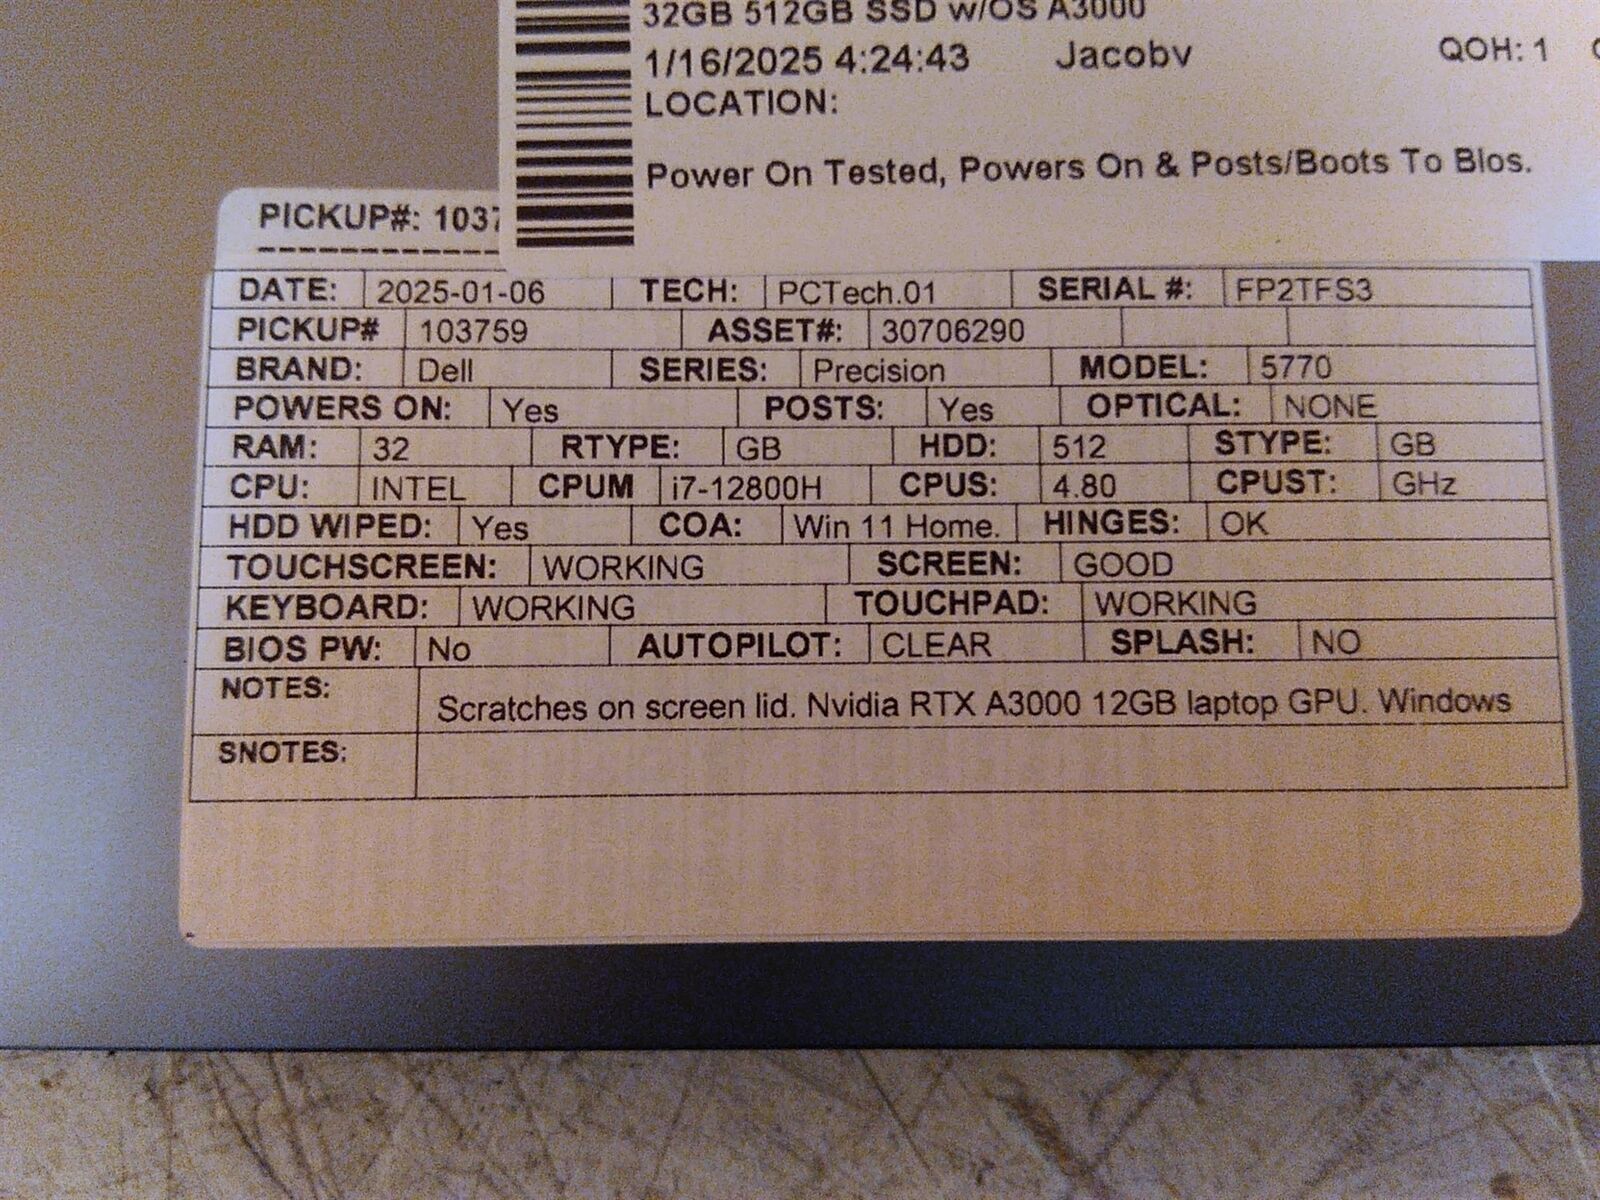 32GB 512GB SSD w/OS A3000
1/16/2025 4:24:43 Jacobv QOH: 1
LOCATION:
Power On Tested, Powers On & Posts/Boots To Bios.
PICKUP#: 1037
DATE: 2025-01-06 TECH: PCTech.01 SERIAL #: FP2TFS3
PICKUP# 103759 ASSET#: 30706290
BRAND: Dell SERIES: Precision MODEL: 5770
POWERS ON: Yes POSTS: Yes OPTICAL: NONE
RAM: 32 RTYPE: GB HDD: 512 STYPE: GB
CPU: INTEL CPUM i7-12800H CPUS: 4.80 CPUST: GHz
HDD WIPED: Yes COA: Win 11 Home. HINGES: OK
TOUCHSCREEN: WORKING SCREEN: GOOD
KEYBOARD: WORKING TOUCHPAD: WORKING
BIOS PW: No AUTOPILOT: CLEAR SPLASH: NO
NOTES: Scratches on screen lid. Nvidia RTX A3000 12GB laptop GPU. Windows
SNOTES: